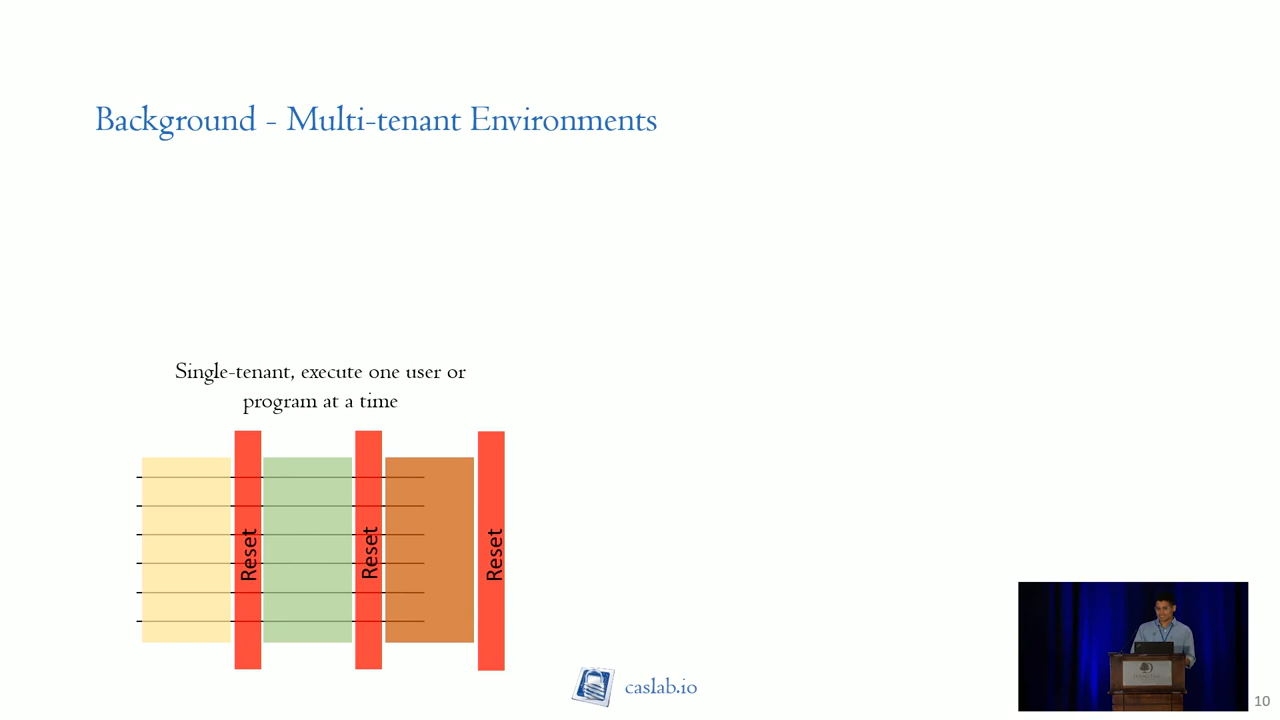 Background - Multi-tenant Environments
Single-tenant, execute one user or
program at a time
Reset
Reset
Reset
caslab.io
10